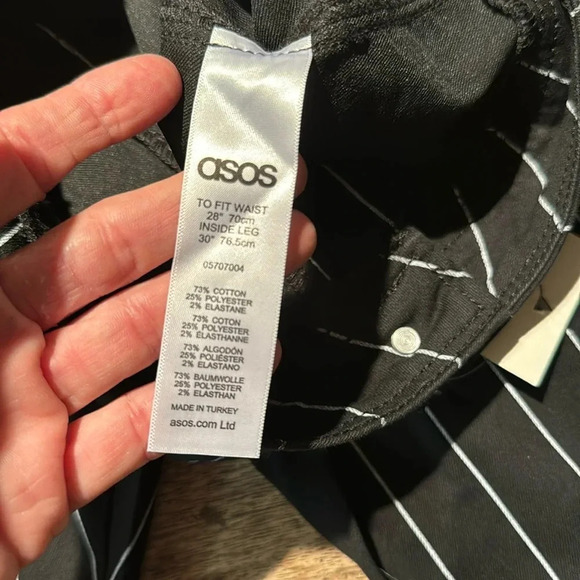 asos
TO FIT WAIST
28" 70cm
INSIDE LEG
30" 76.5cm
05707004
73% COTTON
25% POLYESTER
2% ELASTANE
73% COTON
25% POLYESTER
2% ÉLASTHANNE
73% ALGODÓN
25% POLIÉSTER
2% ELASTANO
73% BAUMWOLLE
25% POLYESTER
2% ELASTHAN
MADE IN TURKEY
asos.com Ltd